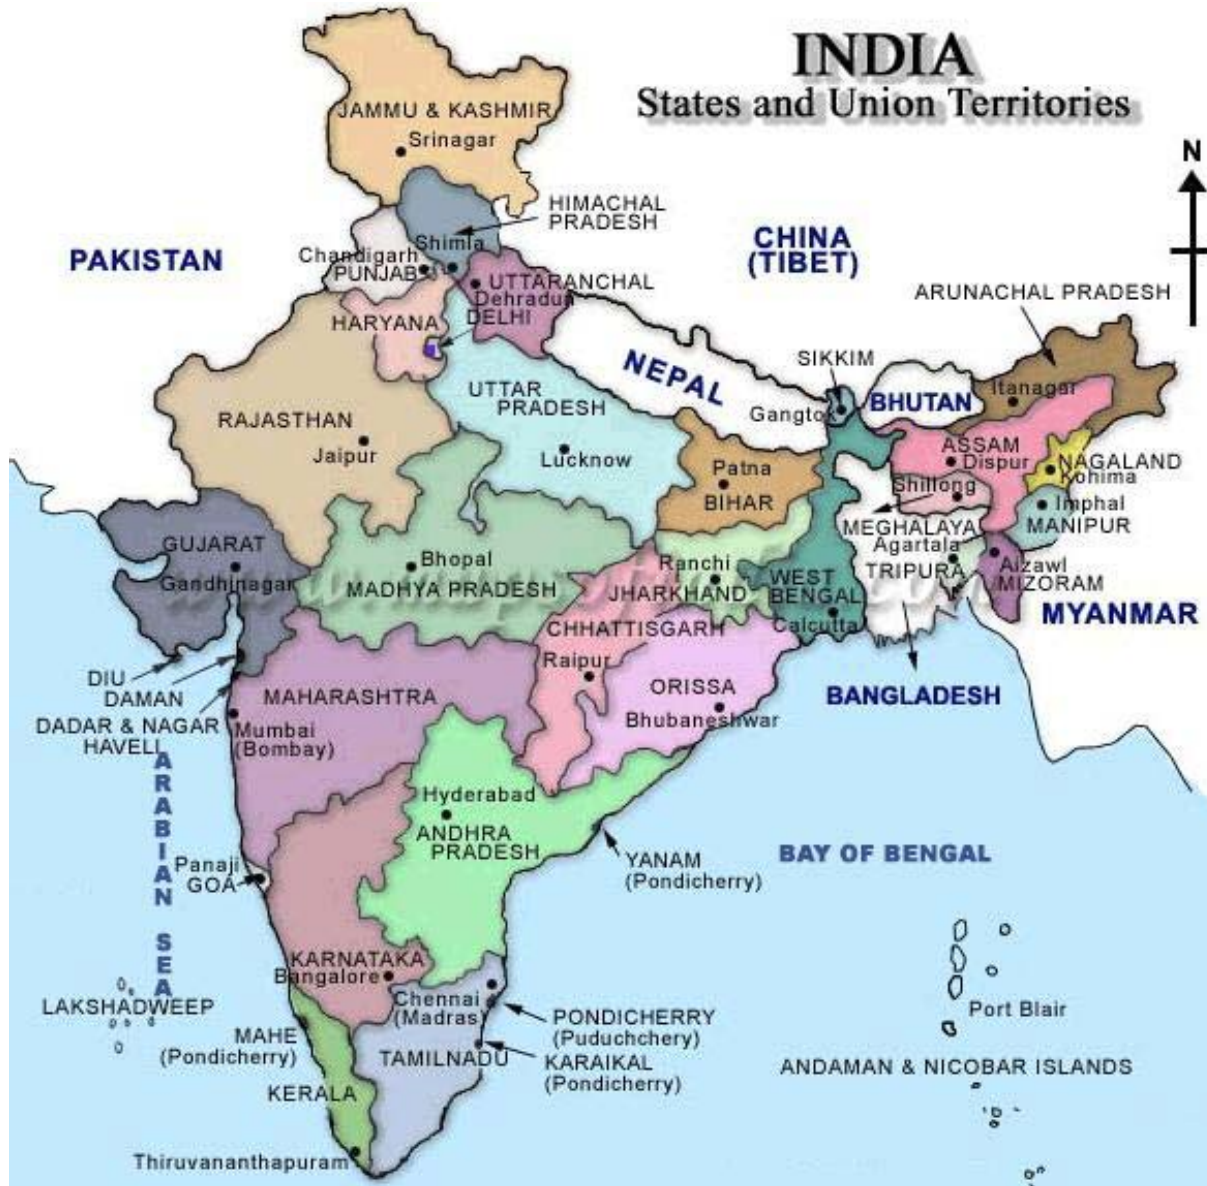 INDIA
States and Union Territories
N
JAMMU & KASHMIR
Srinagar
HIMACHAL
PRADESH
Shimla
PAKISTAN
CHINA
(TIBET)
Chandigarh
PUNJAB
UTTARANCHAL
Dehradun
DELHI
HARYANA
ARUNACHAL PRADESH
NEPAL
SIKKIM
Gangtok
BHUTAN
Itanagar
RAJASTHAN
Jaipur
UTTAR
PRADESH
Lucknow
Patna
BIHAR
ASSAM
Dispur
NAGALAND
Kohima
Shillong
MEGHALAYA
Imphal
MANIPUR
Agartala
TRIPURA
Aizawl
MIZORAM
MYANMAR
GUJARAT
Gandhinagar
Bhopal
MADHYA PRADESH
Ranchi
JHARKHAND
WEST
BENGAL
Calcutta
CHHATTISGARH
Raipur
BANGLADESH
DIU
DAMAN
DADAR & NAGAR
HAVELI
MAHARASHTRA
Mumbai
(Bombay)
ORISSA
Bhubaneshwar
ARABIAN SEA
Hyderabad
ANDHRA
PRADESH
YANAM
(Pondicherry)
BAY OF BENGAL
Panaji
GOA
KARNATAKA
Bangalore
LAKSHADWEEP
Chennai
(Madras)
PONDICHERRY
(Puduchchery)
MAHE
(Pondicherry)
TAMILNADU
KARAIKAL
(Pondicherry)
KERALA
Thiruvananthapuram
Port Blair
ANDAMAN & NICOBAR ISLANDS